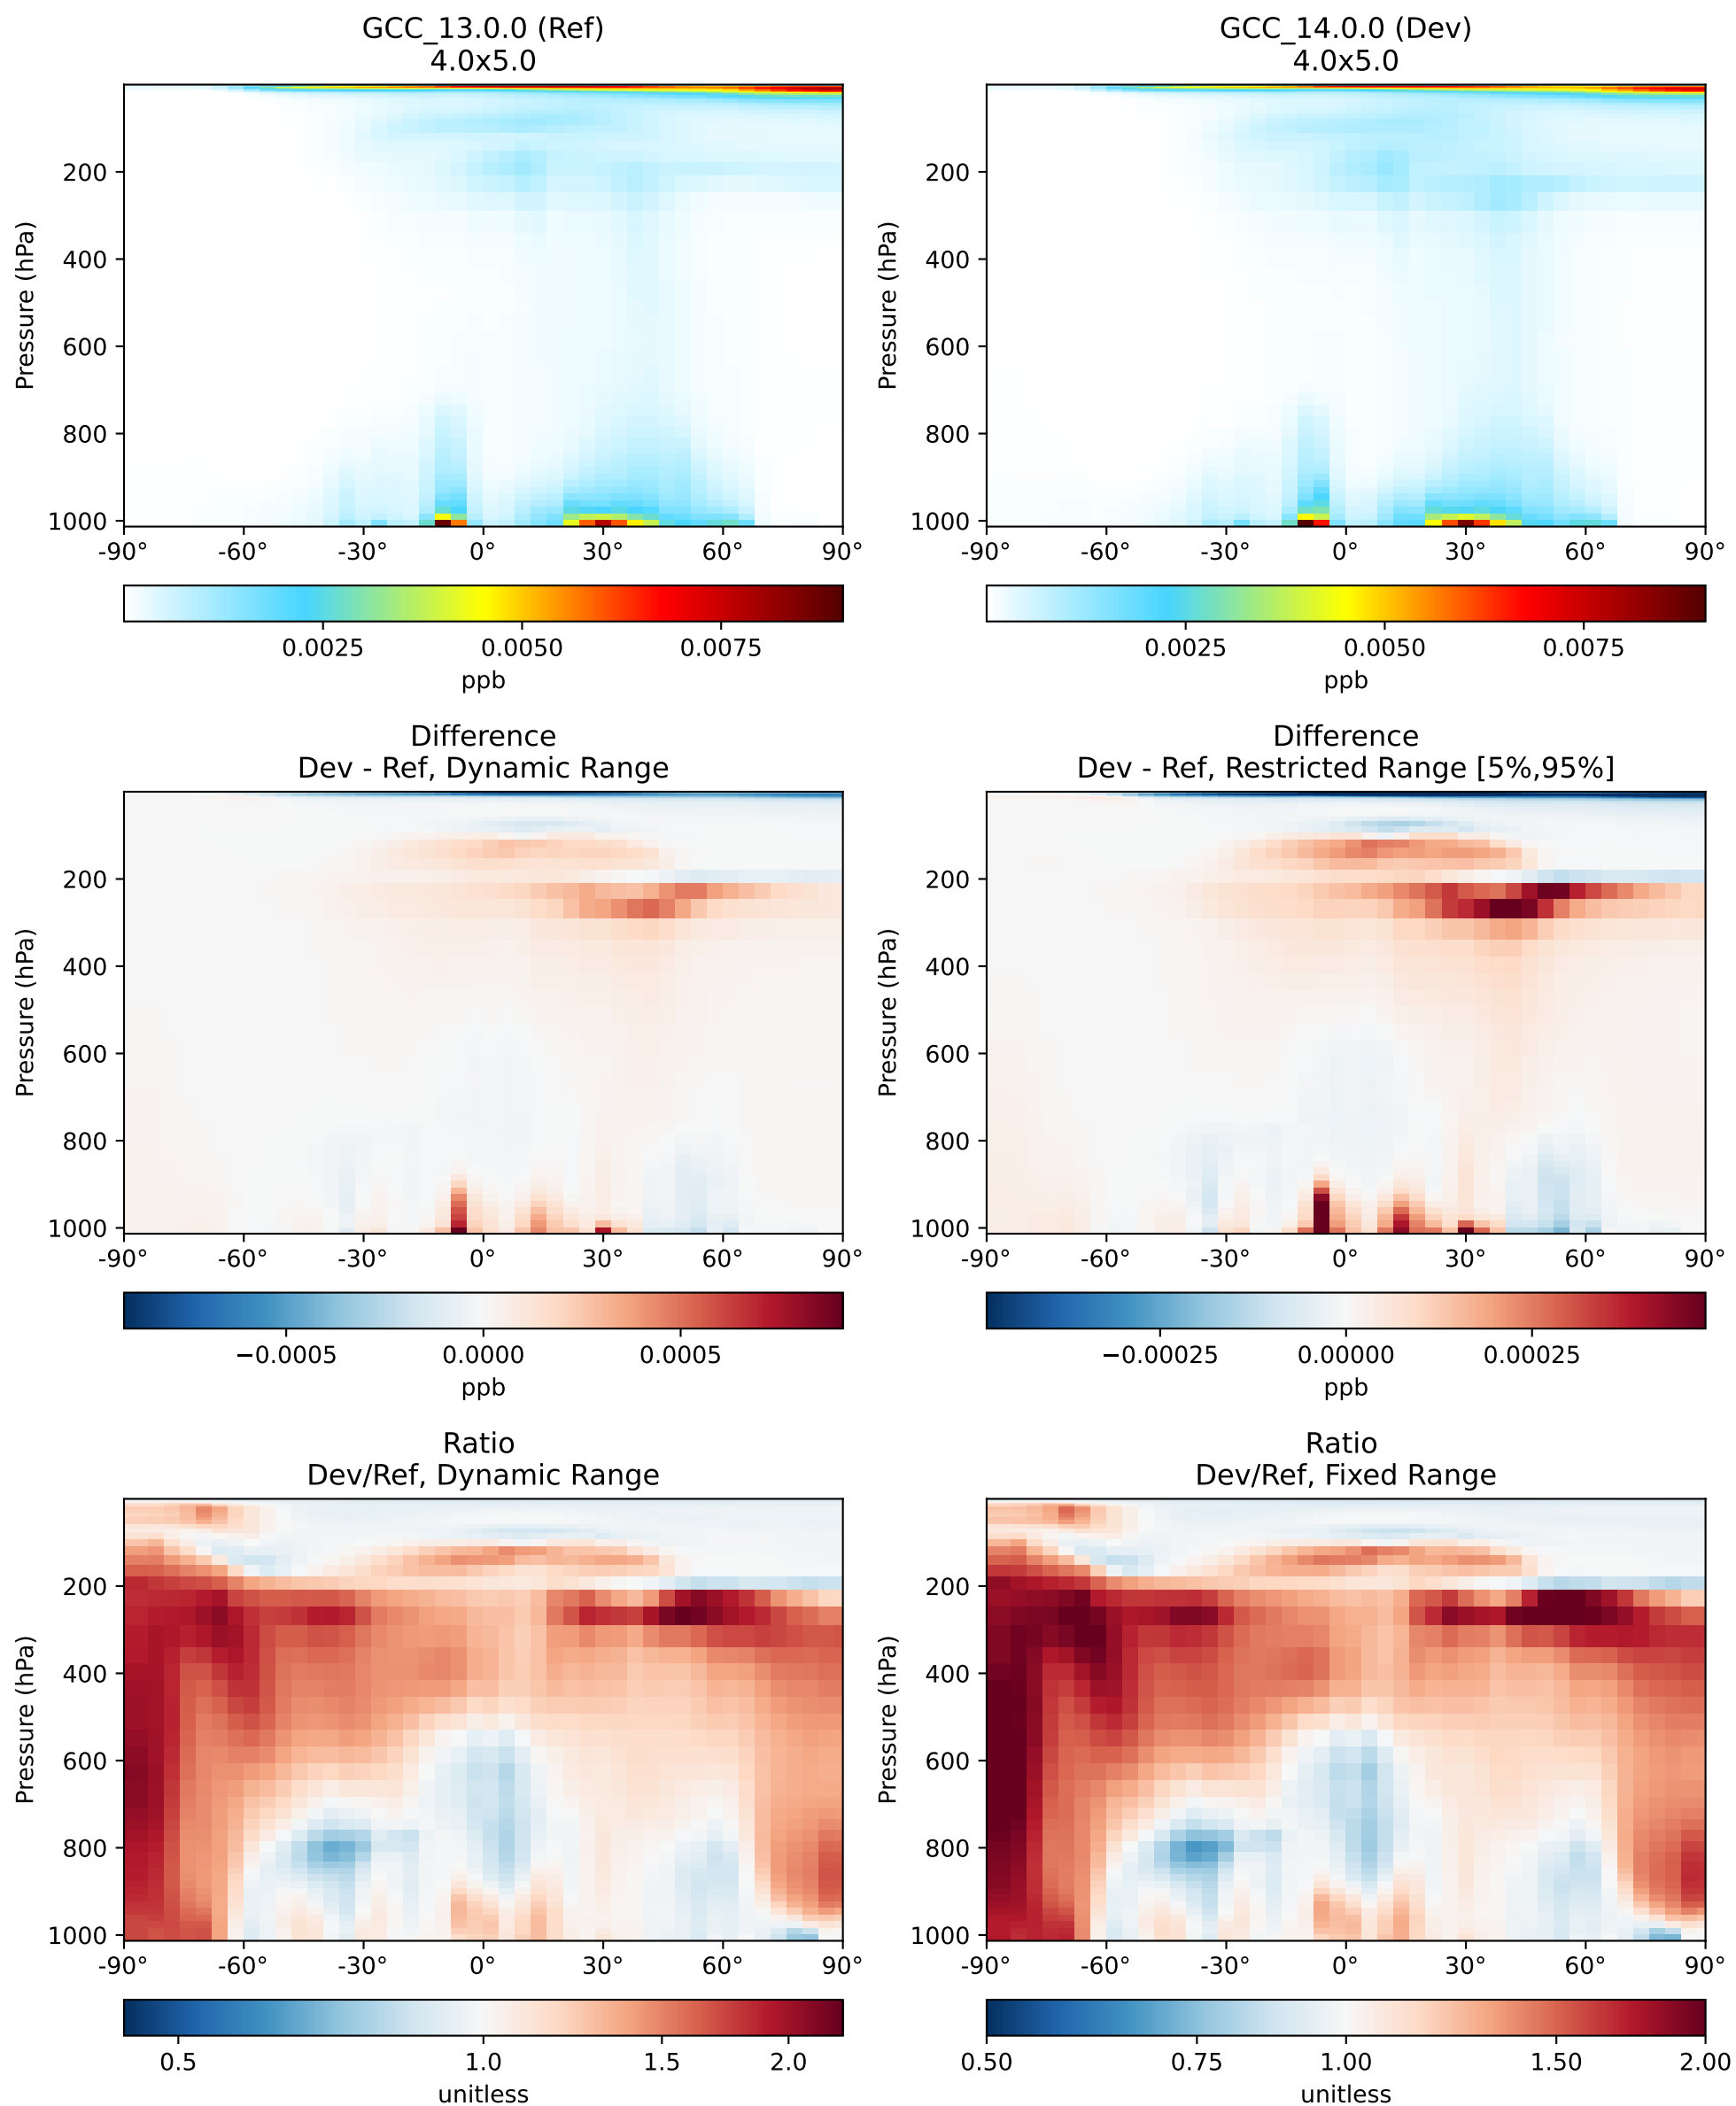 GCC_13.0.0 (Ref)
4.0x5.0
GCC_14.0.0 (Dev)
4.0x5.0
Pressure (hPa)
200
400
600
800
1000
-90° -60° -30° 0° 30° 60° 90°
0.0025 0.0050 0.0075
ppb
Pressure (hPa)
200
400
600
800
1000
-90° -60° -30° 0° 30° 60° 90°
0.0025 0.0050 0.0075
ppb
Difference
Dev - Ref, Dynamic Range
Difference
Dev - Ref, Restricted Range [5%,95%]
Pressure (hPa)
200
400
600
800
1000
-90° -60° -30° 0° 30° 60° 90°
−0.0005 0.0000 0.0005
ppb
Pressure (hPa)
200
400
600
800
1000
-90° -60° -30° 0° 30° 60° 90°
−0.00025 0.00000 0.00025
ppb
Ratio
Dev/Ref, Dynamic Range
Ratio
Dev/Ref, Fixed Range
Pressure (hPa)
200
400
600
800
1000
-90° -60° -30° 0° 30° 60° 90°
0.5 1.0 1.5 2.0
unitless
Pressure (hPa)
200
400
600
800
1000
-90° -60° -30° 0° 30° 60° 90°
0.50 0.75 1.00 1.50 2.00
unitless